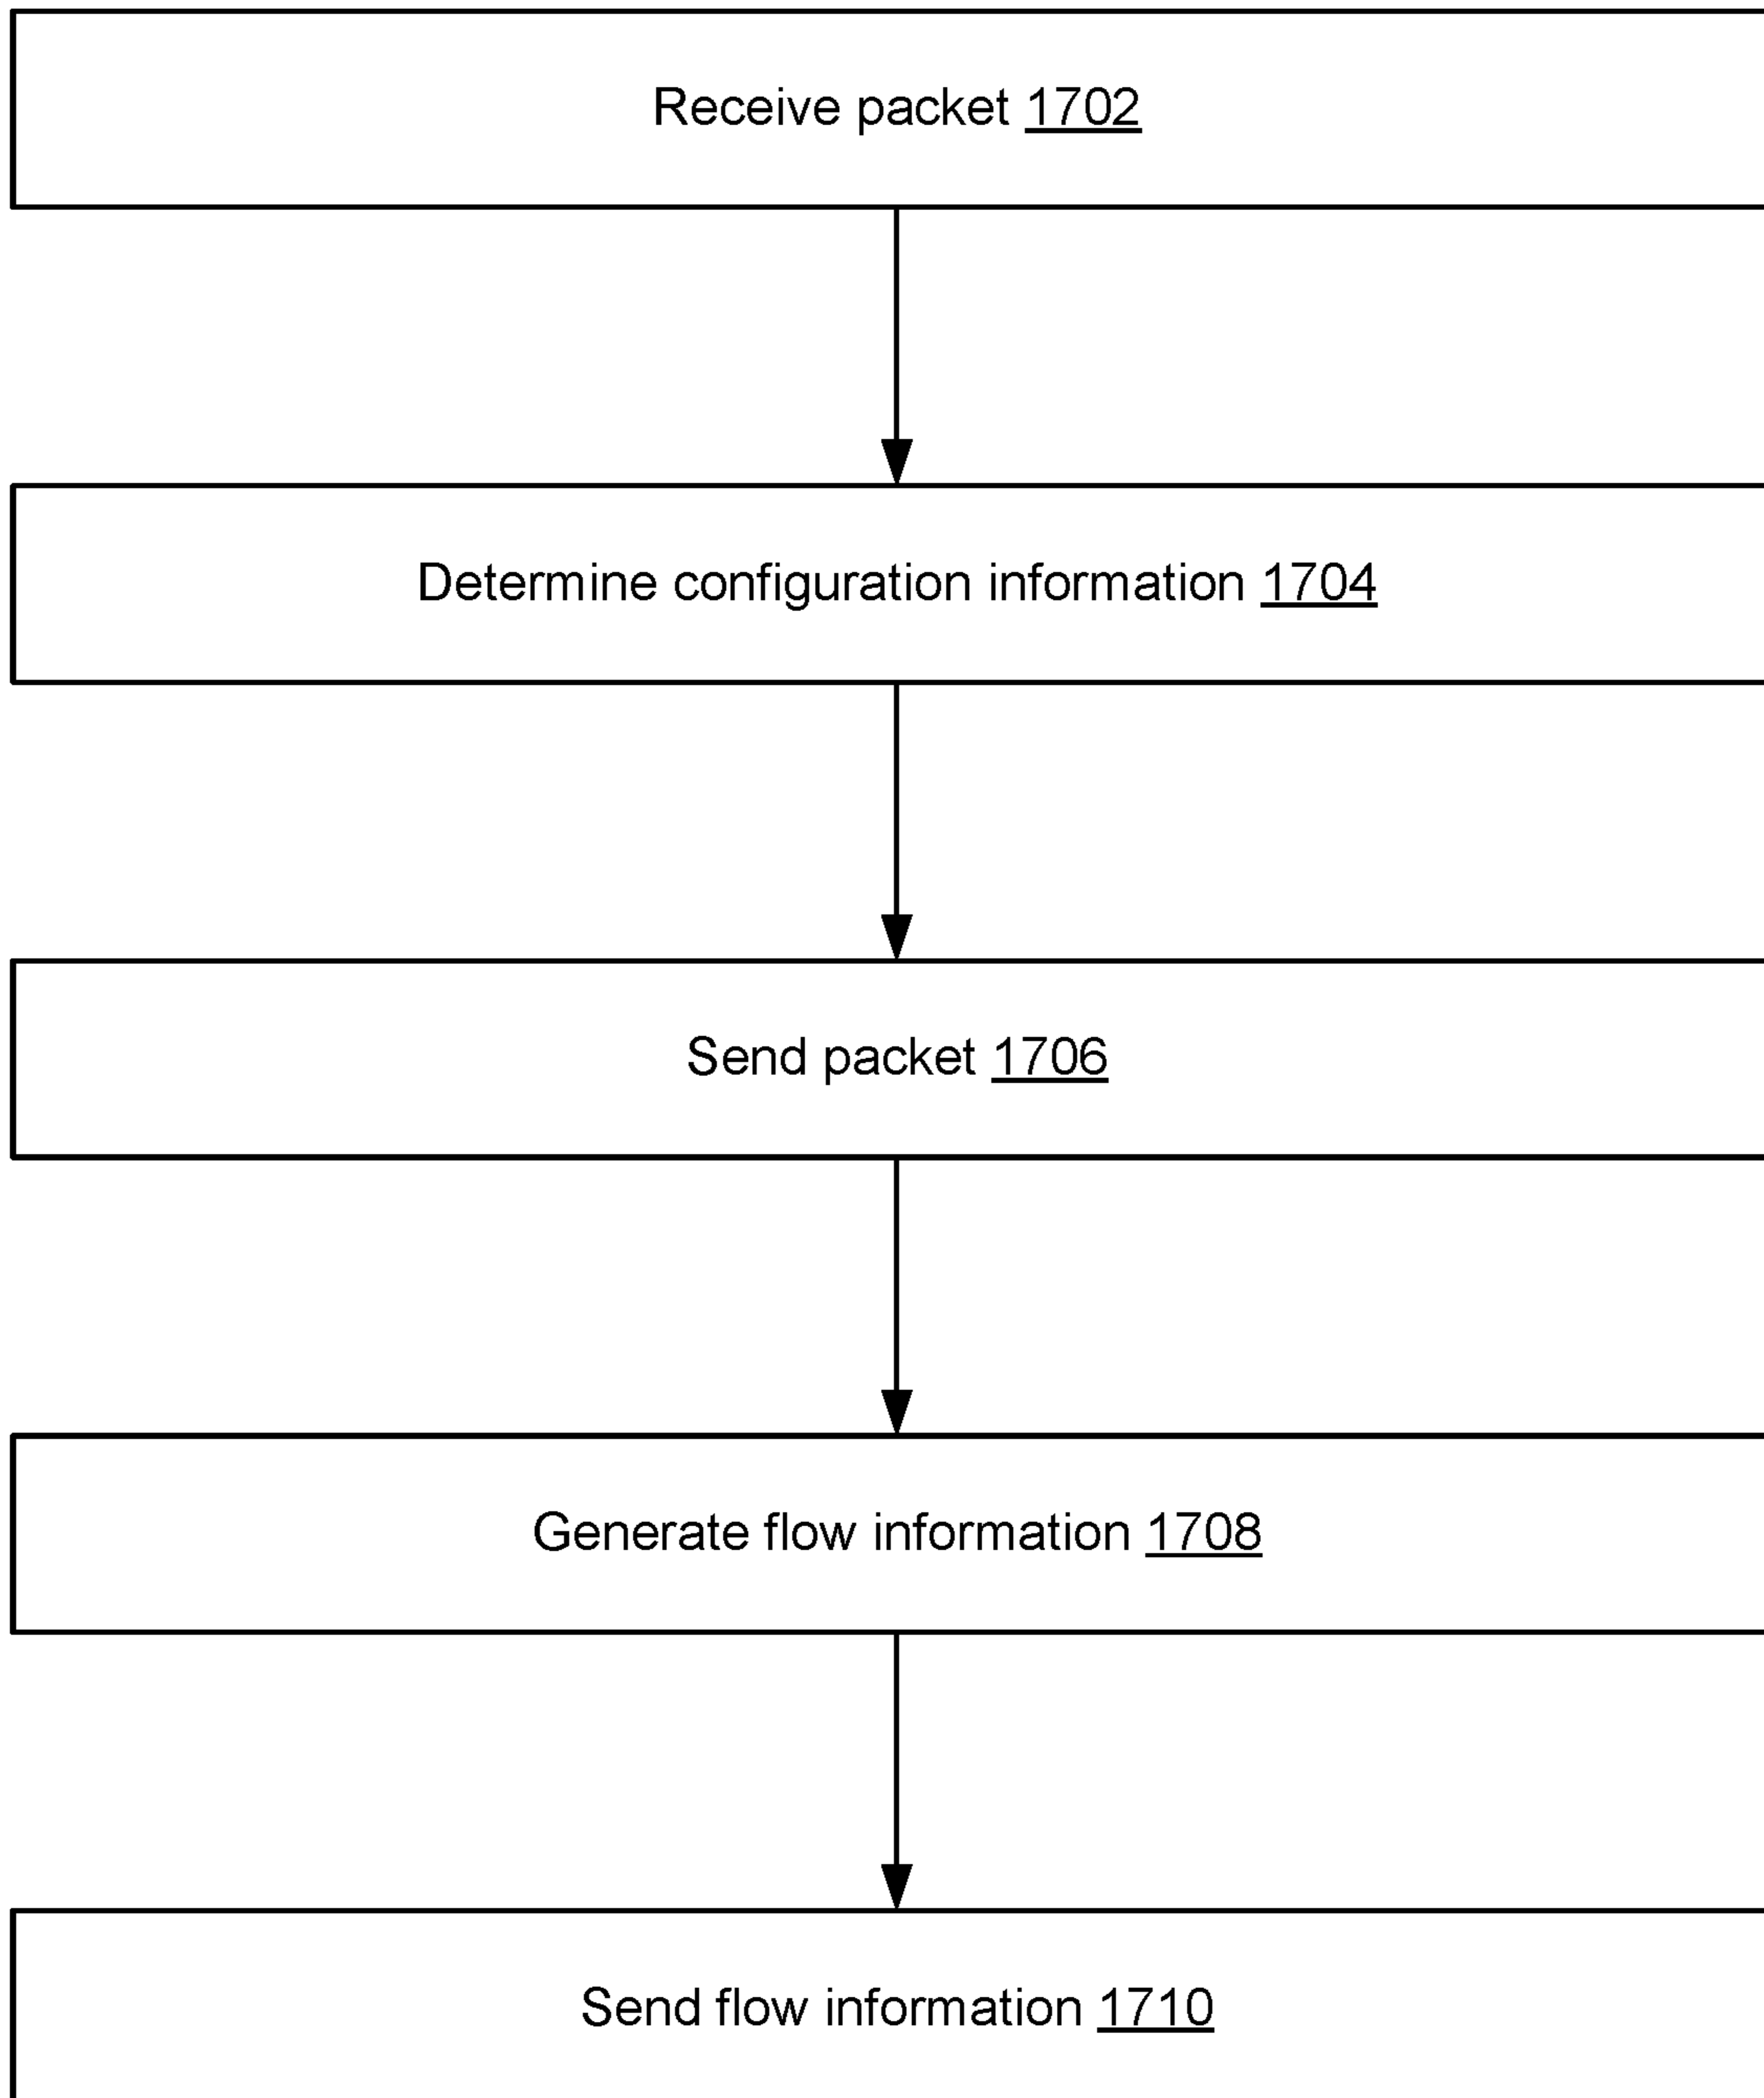 Receive packet 1702
Determine configuration information 1704
Send packet 1706
Generate flow information 1708
Send flow information 1710